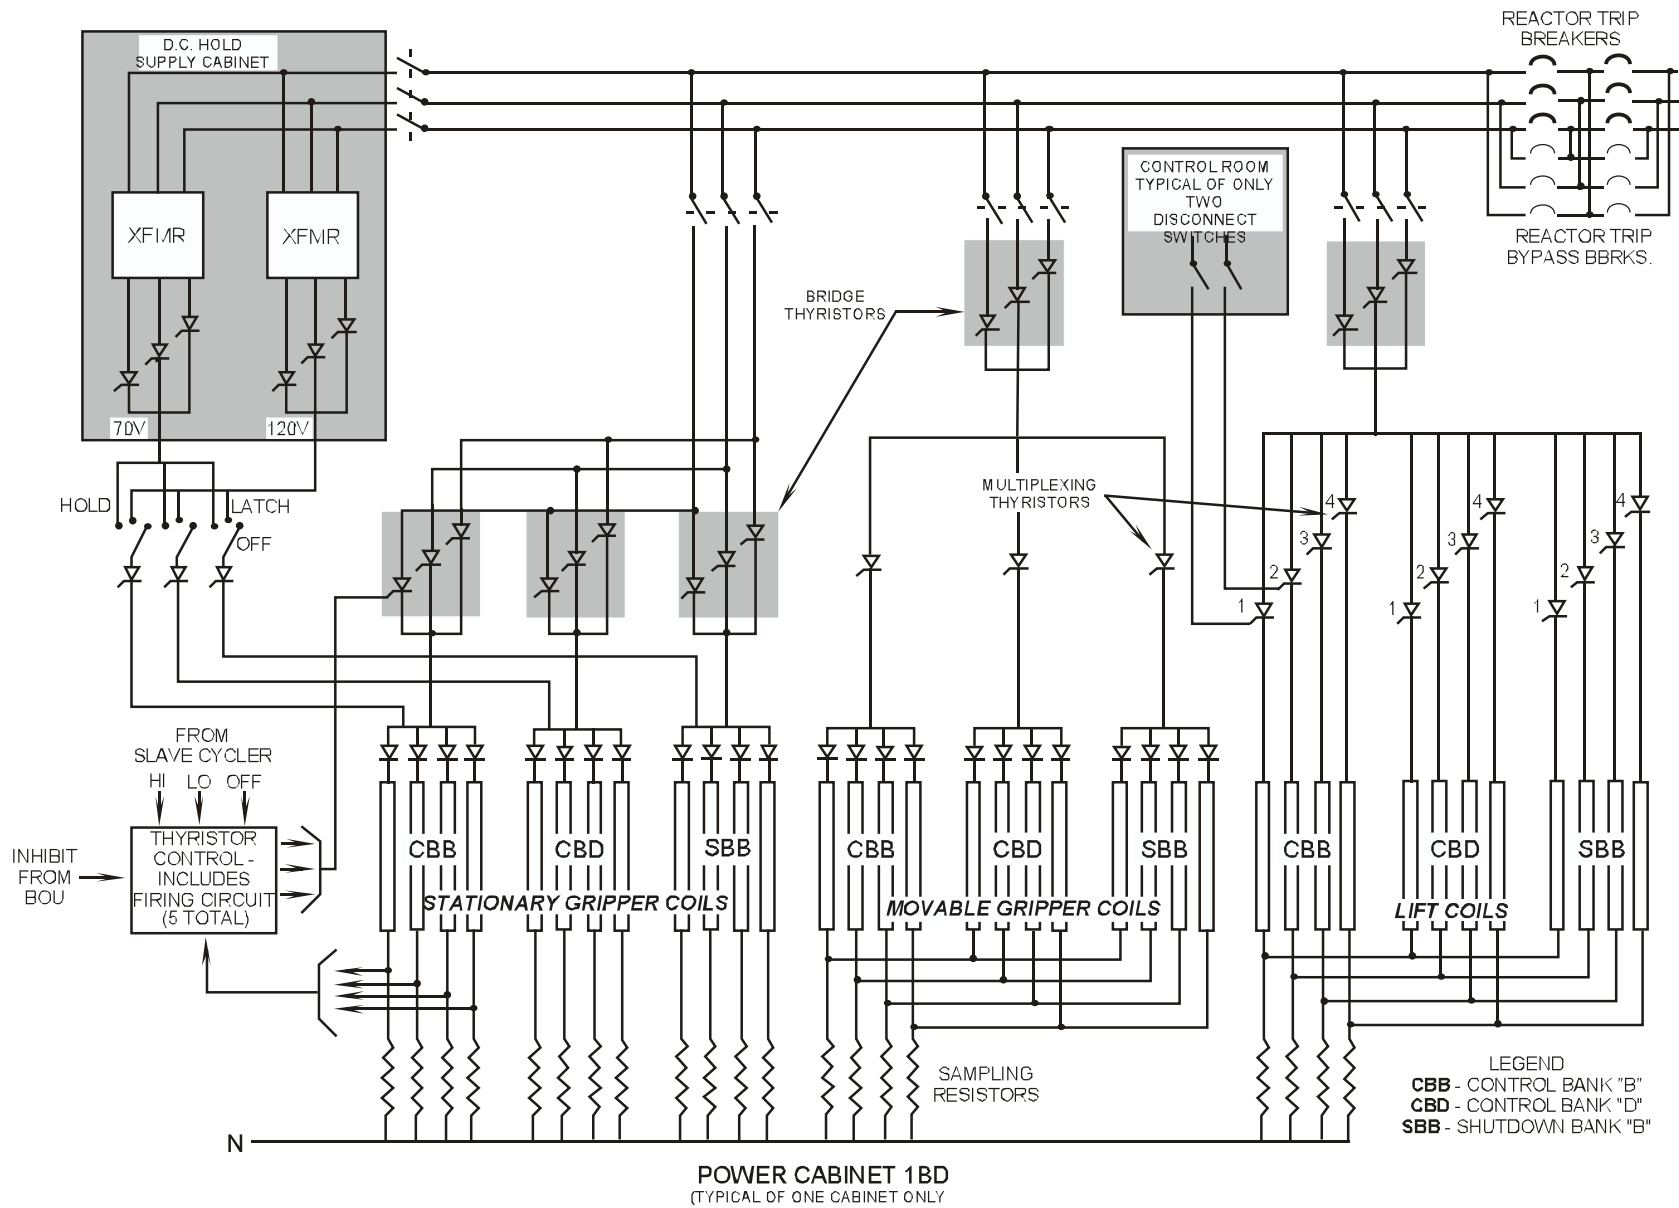 REACTOR TRIP
BREAKERS
D.C. HOLD
SUPPLY CABINET
CONTROL ROOM
TYPICAL OF ONLY
TWO
DISCONNECT
SWITCHES
XFMR
XFMR
REACTOR TRIP
BYPASS BBRKS.
BRIDGE
THYRISTORS
70V
120V
HOLD
LATCH
OFF
MULTIPLEXING
THYRISTORS
1
2
3
4
1
2
3
4
1
2
3
4
FROM
SLAVE CYCLER
HI LO OFF
THYRISTOR
CONTROL -
INCLUDES
FIRING CIRCUIT
(5 TOTAL)
INHIBIT
FROM
BOU
CBB CBD SBB
STATIONARY GRIPPER COILS
CBB CBD SBB
MOVABLE GRIPPER COILS
CBB CBD SBB
LIFT COILS
SAMPLING
RESISTORS
LEGEND
CBB - CONTROL BANK "B"
CBD - CONTROL BANK "D"
SBB - SHUTDOWN BANK "B"
N
POWER CABINET 1BD
(TYPICAL OF ONE CABINET ONLY